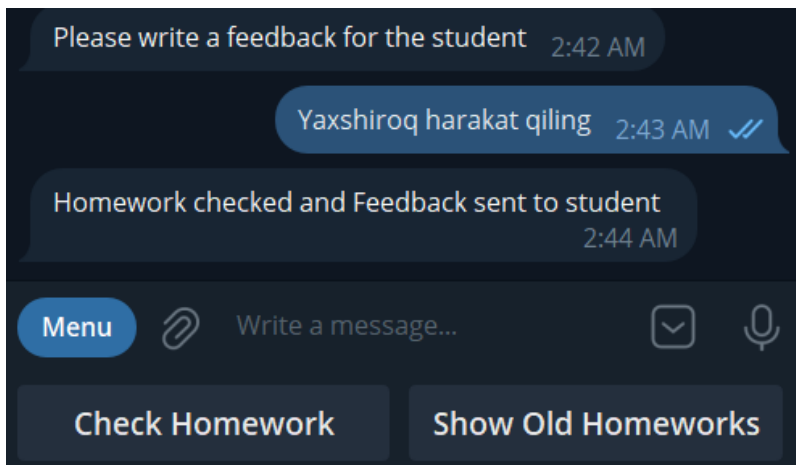 Please write a feedback for the student 2:42 AM
Yaxshiroq harakat qiling 2:43 AM
Homework checked and Feedback sent to student
2:44 AM
Menu Write a message...
Check Homework Show Old Homeworks